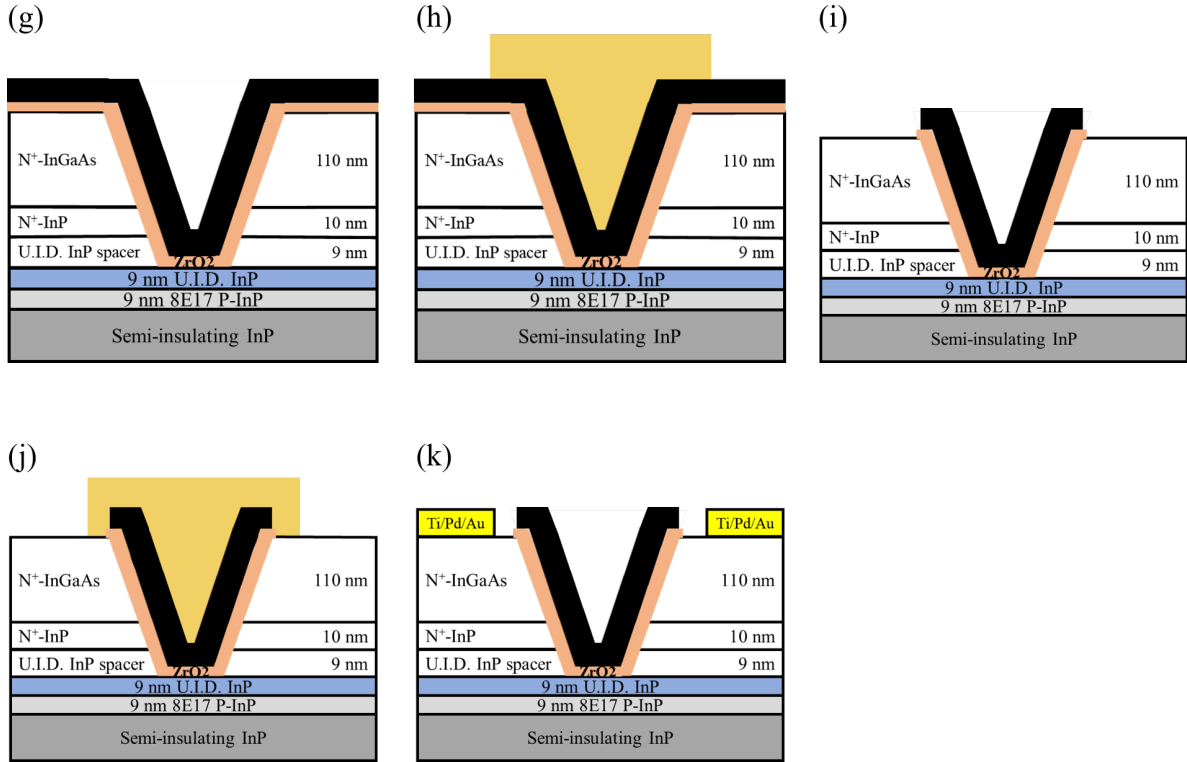 (g)
N⁺-InGaAs 110 nm
N⁺-InP 10 nm
U.I.D. InP spacer 9 nm
ZrO2
9 nm U.I.D. InP
9 nm 8E17 P-InP
Semi-insulating InP
(h)
N⁺-InGaAs 110 nm
N⁺-InP 10 nm
U.I.D. InP spacer 9 nm
ZrO2
9 nm U.I.D. InP
9 nm 8E17 P-InP
Semi-insulating InP
(i)
N⁺-InGaAs 110 nm
N⁺-InP 10 nm
U.I.D. InP spacer 9 nm
ZrO2
9 nm U.I.D. InP
9 nm 8E17 P-InP
Semi-insulating InP
(j)
N⁺-InGaAs 110 nm
N⁺-InP 10 nm
U.I.D. InP spacer 9 nm
ZrO2
9 nm U.I.D. InP
9 nm 8E17 P-InP
Semi-insulating InP
(k)
Ti/Pd/Au Ti/Pd/Au
N⁺-InGaAs 110 nm
N⁺-InP 10 nm
U.I.D. InP spacer 9 nm
ZrO2
9 nm U.I.D. InP
9 nm 8E17 P-InP
Semi-insulating InP